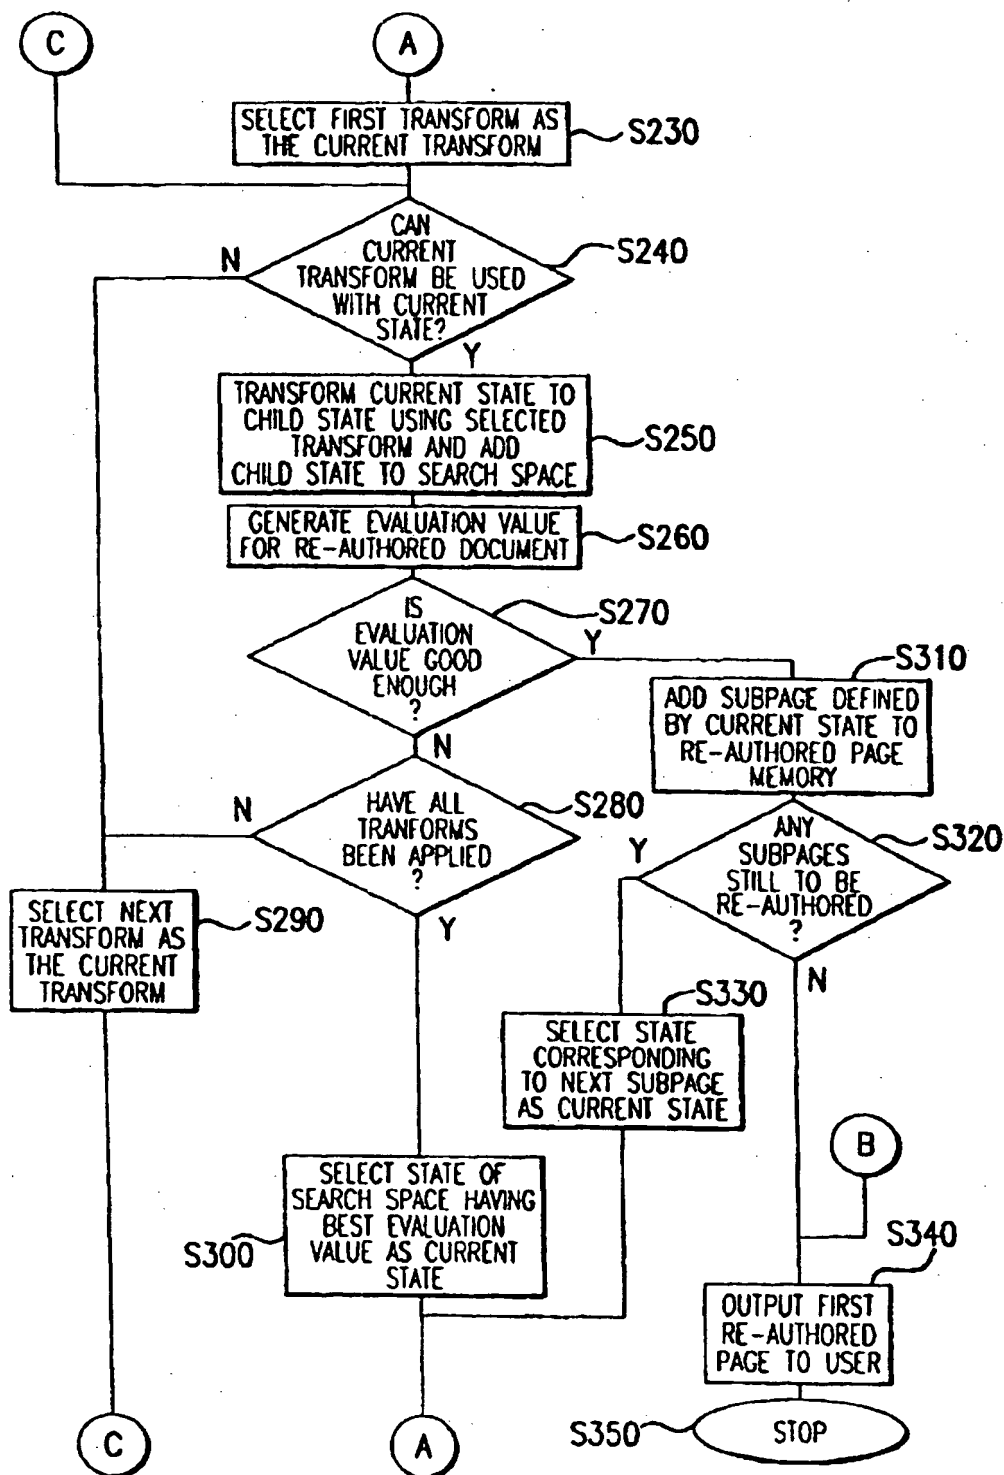 C
A
SELECT FIRST TRANSFORM AS
THE CURRENT TRANSFORM
S230
CAN
CURRENT
TRANSFORM BE USED
WITH CURRENT
STATE?
S240
N
Y
TRANSFORM CURRENT STATE TO
CHILD STATE USING SELECTED
TRANSFORM AND ADD
CHILD STATE TO SEARCH SPACE
S250
GENERATE EVALUATION VALUE
FOR RE-AUTHORED DOCUMENT
S260
IS
EVALUATION
VALUE GOOD
ENOUGH
?
S270
Y
N
S310
ADD SUBPAGE DEFINED
BY CURRENT STATE TO
RE-AUTHORED PAGE
MEMORY
HAVE ALL
TRANFORMS
BEEN APPLIED
?
S280
N
Y
ANY
SUBPAGES
STILL TO BE
RE-AUTHORED
?
S320
Y
N
SELECT NEXT
TRANSFORM AS
THE CURRENT
TRANSFORM
S290
S330
SELECT STATE
CORRESPONDING
TO NEXT SUBPAGE
AS CURRENT STATE
B
SELECT STATE OF
SEARCH SPACE HAVING
BEST EVALUATION
VALUE AS CURRENT
STATE
S300
S340
OUTPUT FIRST
RE-AUTHORED
PAGE TO USER
S350
STOP
C
A